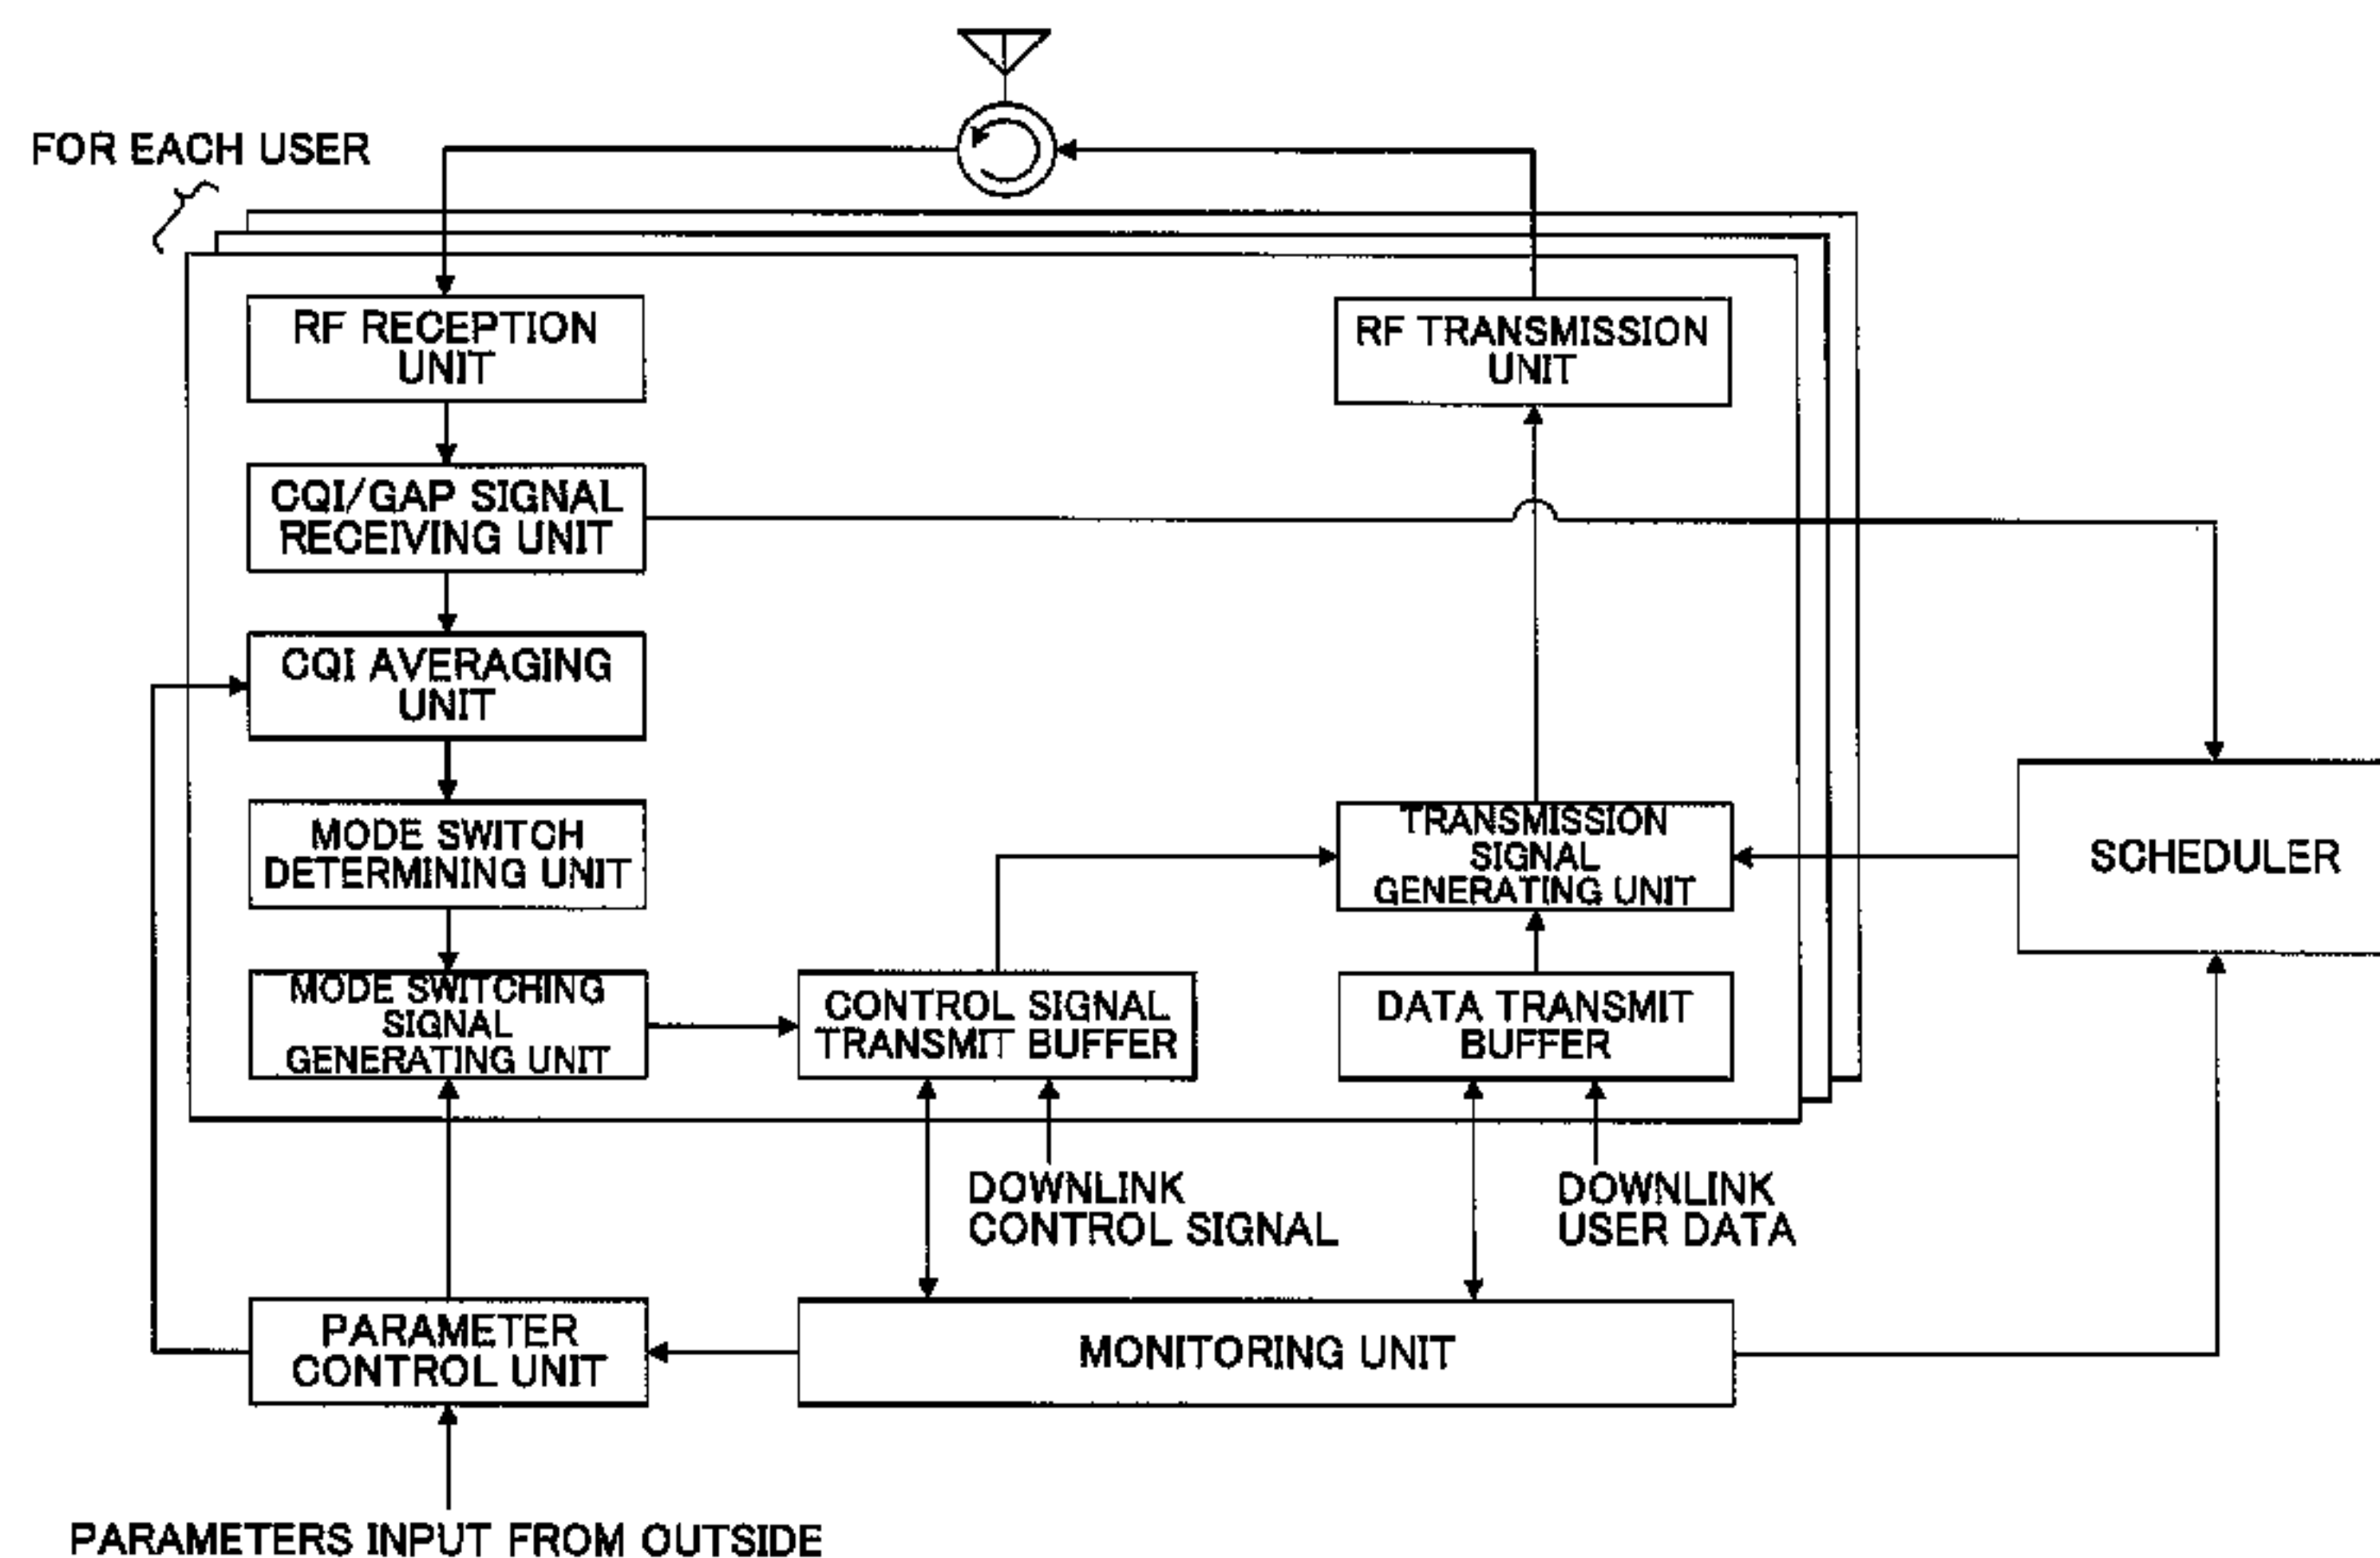 FOR EACH USER
RF RECEPTION
UNIT
RF TRANSMISSION
UNIT
CQI/GAP SIGNAL
RECEIVING UNIT
CQI AVERAGING
UNIT
MODE SWITCH
DETERMINING UNIT
TRANSMISSION
SIGNAL
GENERATING UNIT
SCHEDULER
MODE SWITCHING
SIGNAL
GENERATING UNIT
CONTROL SIGNAL
TRANSMIT BUFFER
DATA TRANSMIT
BUFFER
DOWNLINK
CONTROL SIGNAL
DOWNLINK
USER DATA
PARAMETER
CONTROL UNIT
MONITORING UNIT
PARAMETERS INPUT FROM OUTSIDE